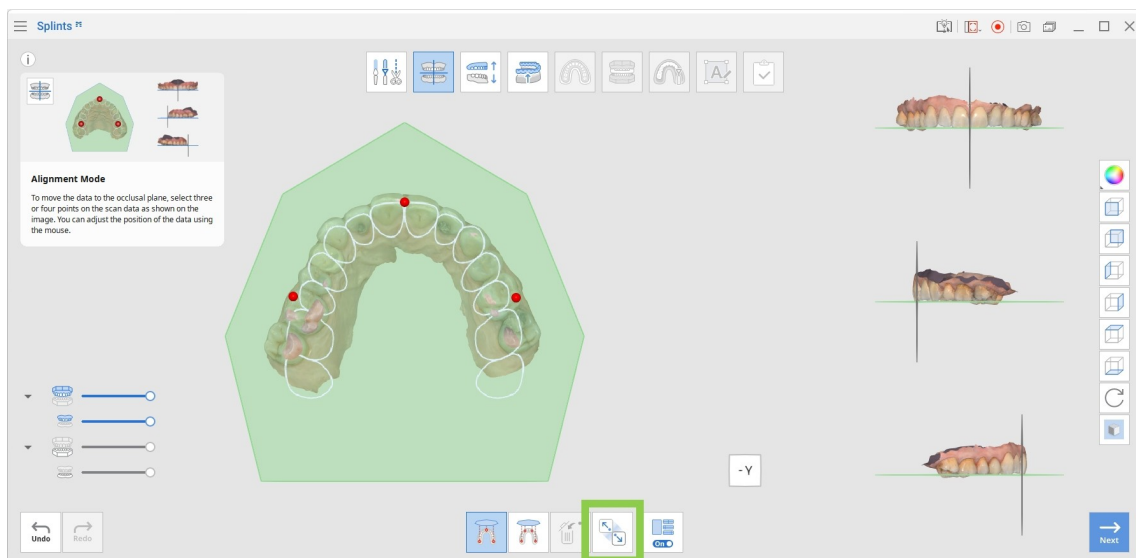 Splints
Alignment Mode
To move the data to the occlusal plane, select three
or four points on the scan data as shown on the
image. You can adjust the position of the data using
the mouse.
- Y
Undo
Redo
On
Next